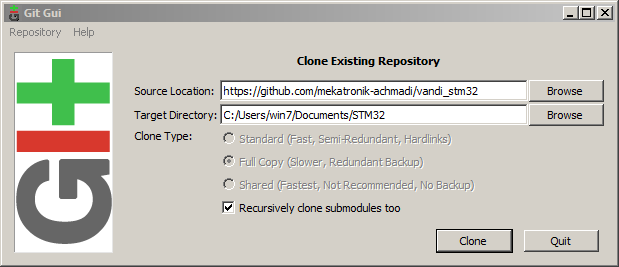 Git Gui
Repository Help
Clone Existing Repository
Source Location: https://github.com/mekatronik-achmadi/vandi_stm32 Browse
Target Directory: C:/Users/win7/Documents/STM32 Browse
Clone Type: Standard (Fast, Semi-Redundant, Hardlinks)
Full Copy (Slower, Redundant Backup)
Shared (Fastest, Not Recommended, No Backup)
Recursively clone submodules too
Clone Quit
GIT